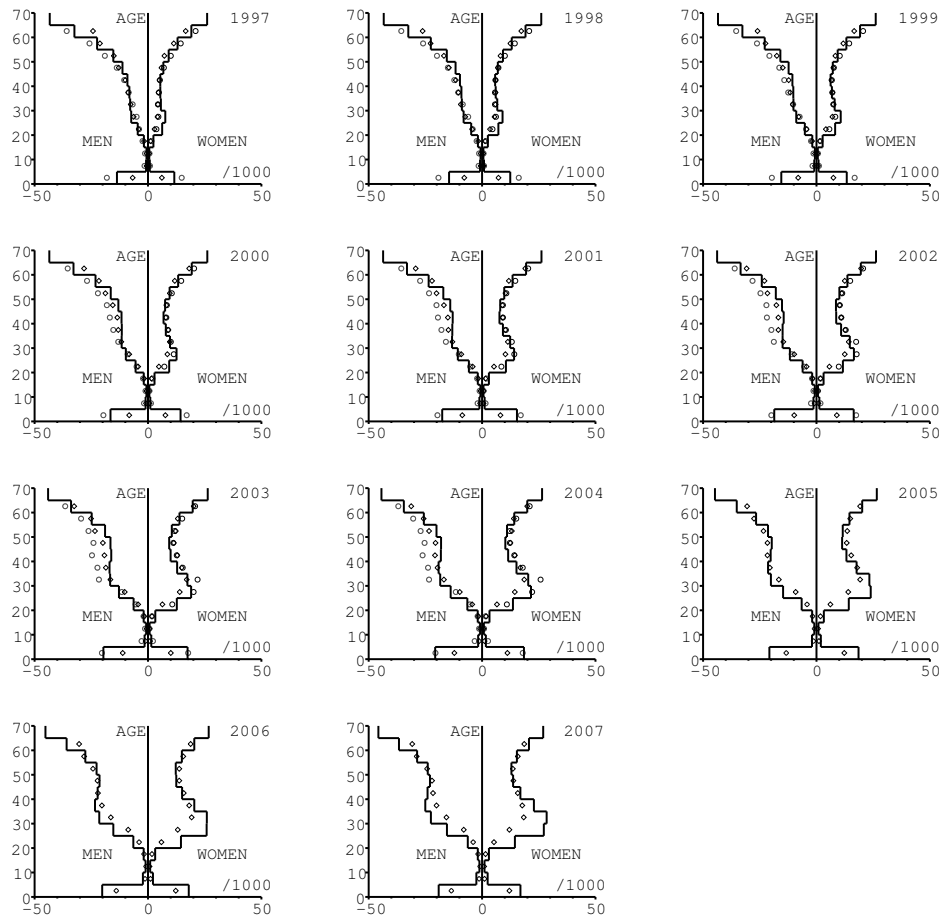 70 AGE 1997 70 AGE 1998 70 AGE 1999
60 60 60
50 50 50
40 40 40
30 30 30
20 MEN WOMEN 20 MEN WOMEN 20 MEN WOMEN
10 /1000 10 /1000 10 /1000
0 0 0
-50 0 50 -50 0 50 -50 0 50
70 AGE 2000 70 AGE 2001 70 AGE 2002
60 60 60
50 50 50
40 40 40
30 30 30
20 MEN WOMEN 20 MEN WOMEN 20 MEN WOMEN
10 /1000 10 /1000 10 /1000
0 0 0
-50 0 50 -50 0 50 -50 0 50
70 AGE 2003 70 AGE 2004 70 AGE 2005
60 60 60
50 50 50
40 40 40
30 30 30
20 MEN WOMEN 20 MEN WOMEN 20 MEN WOMEN
10 /1000 10 /1000 10 /1000
0 0 0
-50 0 50 -50 0 50 -50 0 50
70 AGE 2006 70 AGE 2007
60 60
50 50
40 40
30 30
20 MEN WOMEN 20 MEN WOMEN
10 /1000 10 /1000
0 0
-50 0 50 -50 0 50